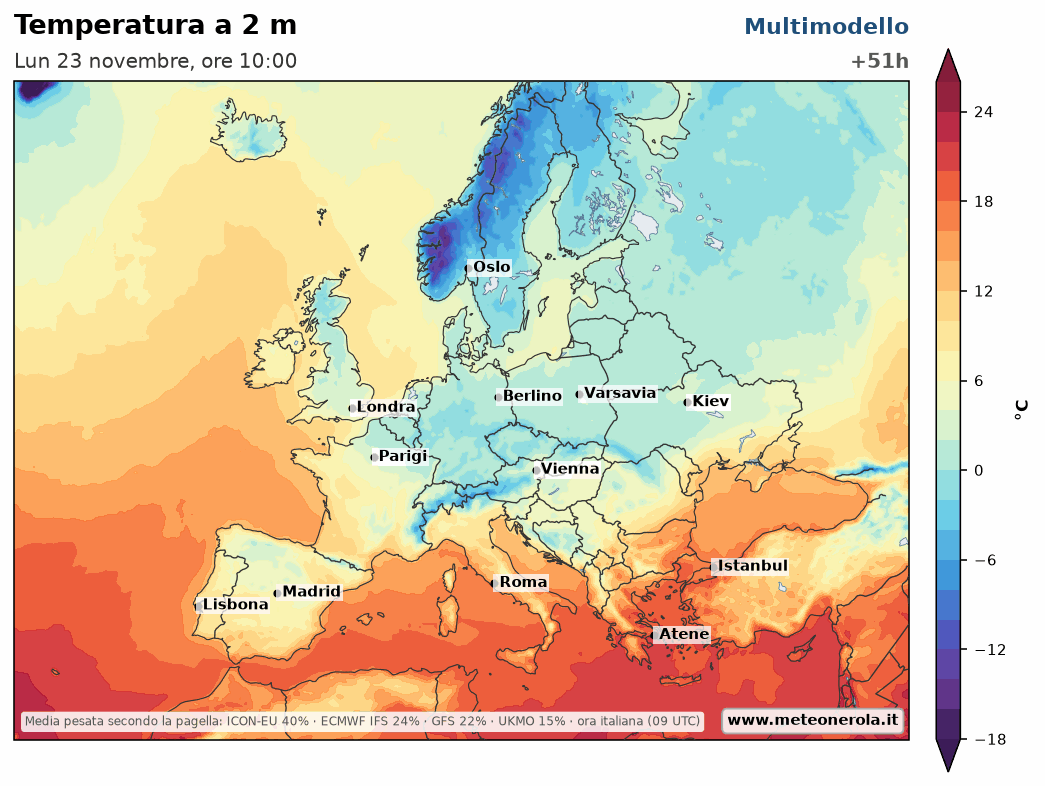 Temperatura a 2 m
Multimodello
Lun 23 novembre, ore 10:00
+51h
24
18
12
6
0
−6
−12
−18
°C
Oslo
Londra
Berlino
Varsavia
Kiev
Parigi
Vienna
Istanbul
Roma
Madrid
Lisbona
Atene
Media pesata secondo la pagella: ICON-EU 40% · ECMWF IFS 24% · GFS 22% · UKMO 15% · ora italiana (09 UTC)
www.meteonerola.it